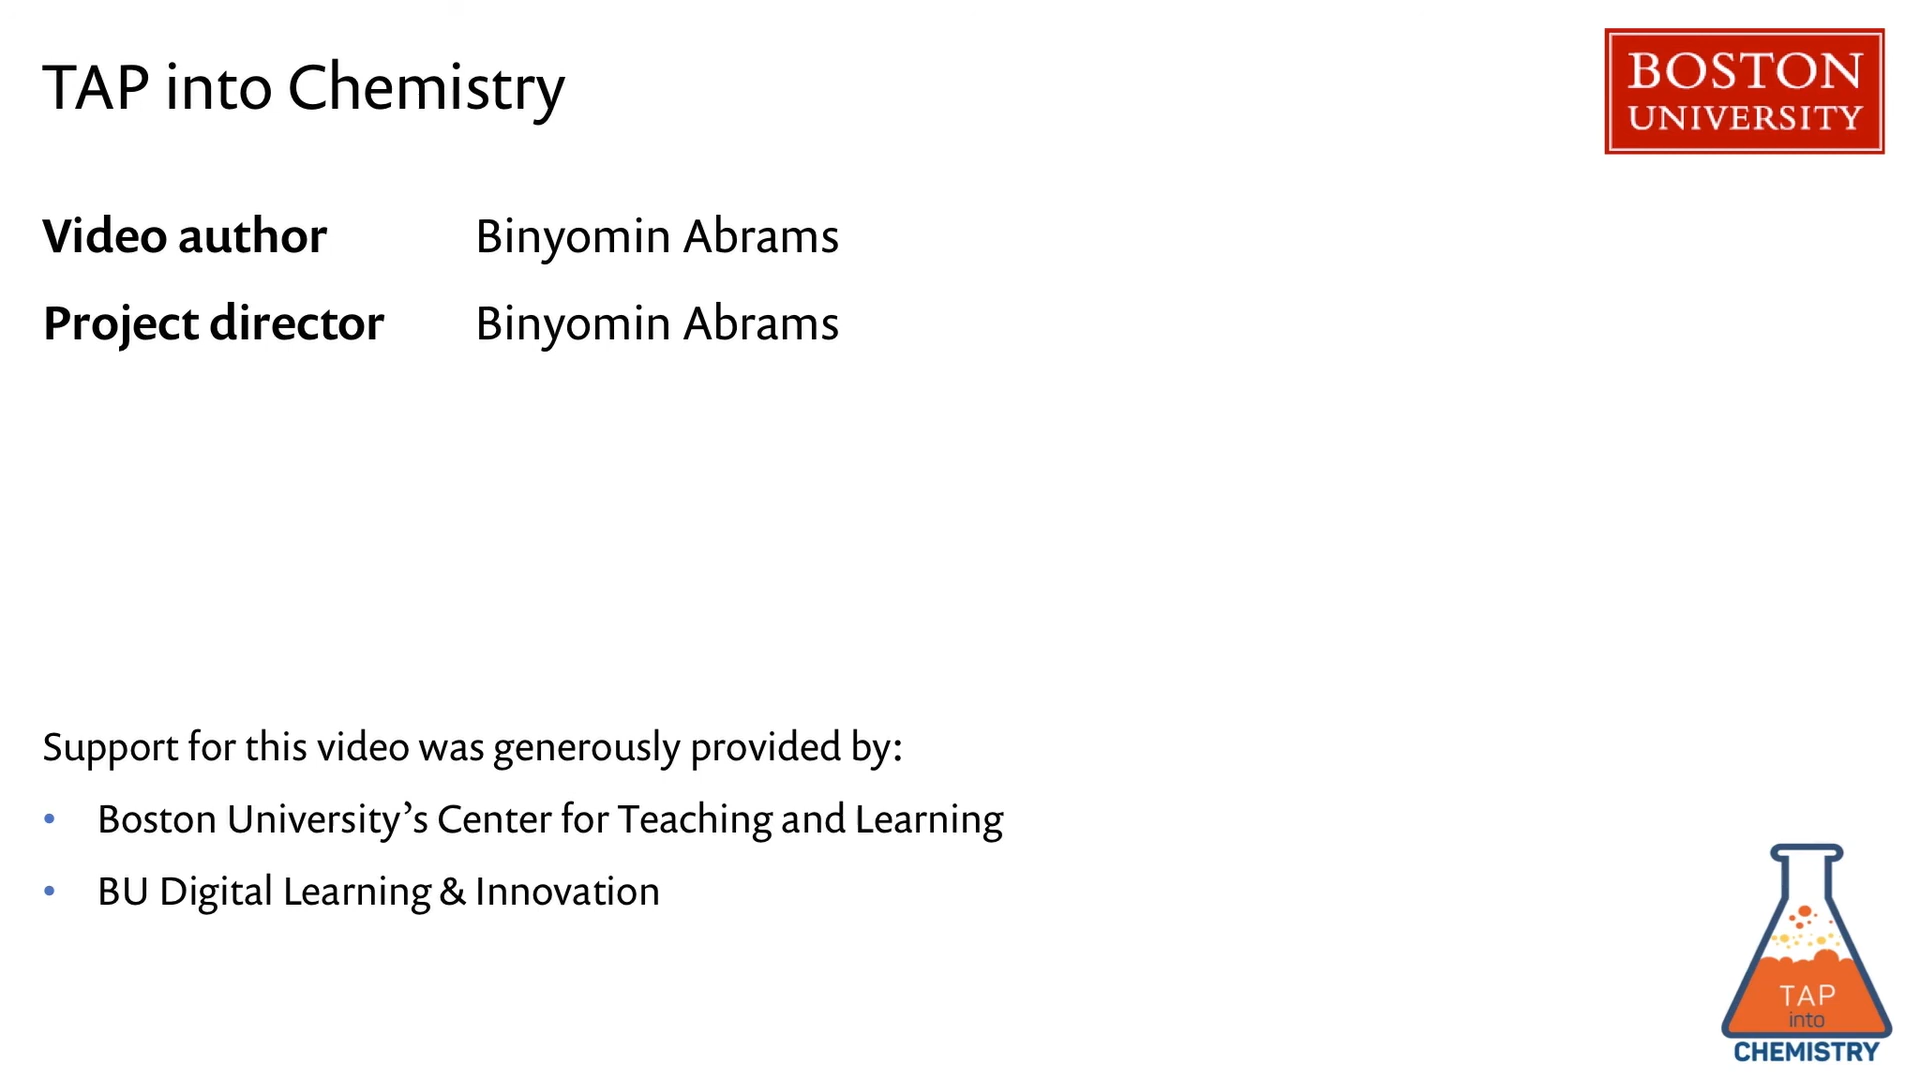 TAP into Chemistry
BOSTON
UNIVERSITY
Video author Binyomin Abrams
Project director Binyomin Abrams
Support for this video was generously provided by:
• Boston University’s Center for Teaching and Learning
• BU Digital Learning & Innovation
TAP
into
CHEMISTRY